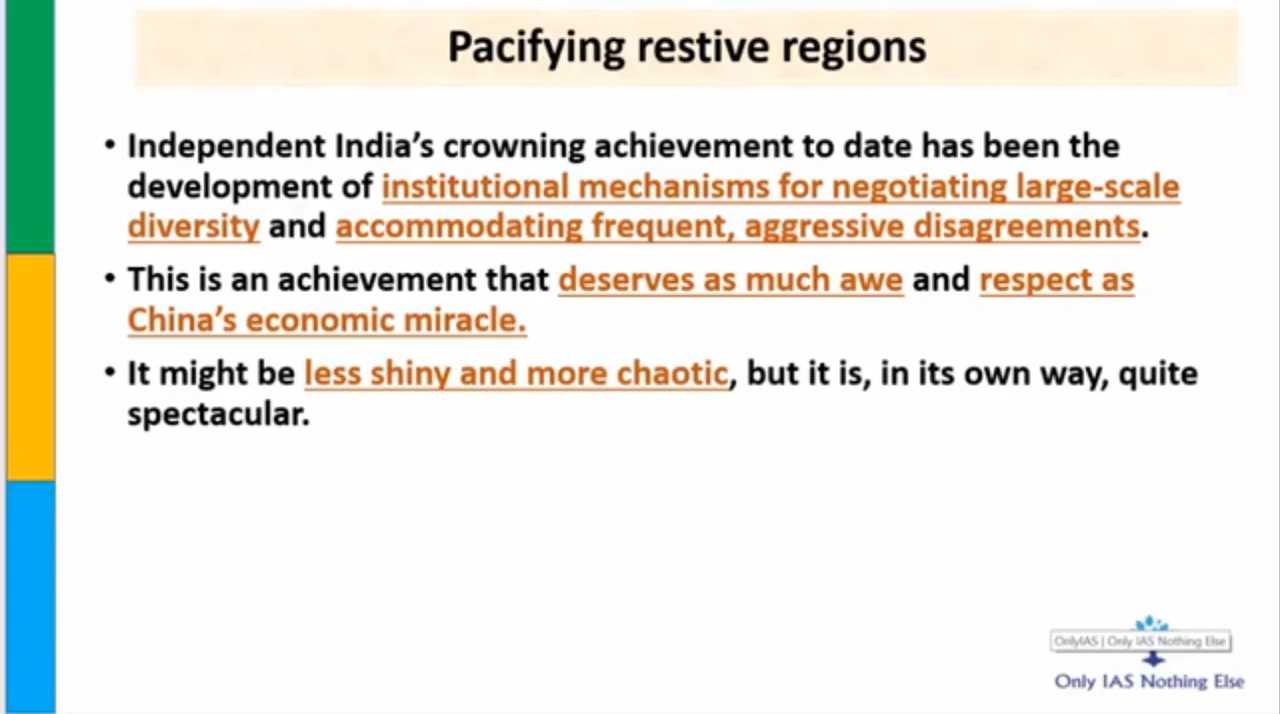 Pacifying restive regions
• Independent India's crowning achievement to date has been the
development of institutional mechanisms for negotiating large-scale
diversity and accommodating frequent, aggressive disagreements.
• This is an achievement that deserves as much awe and respect as
China's economic miracle.
• It might be less shiny and more chaotic, but it is, in its own way, quite
spectacular.
OnlyIAS | Only IAS Nothing Else
Only IAS Nothing Else